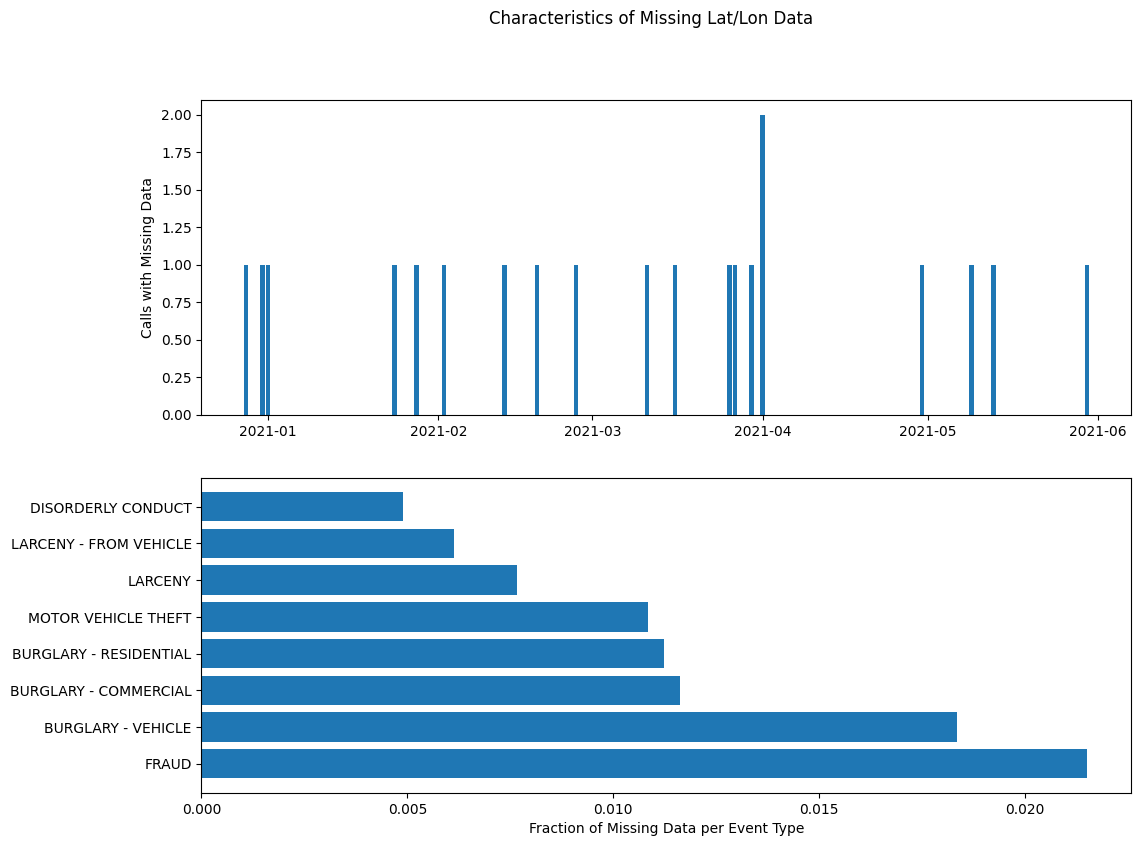 Characteristics of Missing Lat/Lon Data
Calls with Missing Data
2.00
1.75
1.50
1.25
1.00
0.75
0.50
0.25
0.00
2021-01 2021-02 2021-03 2021-04 2021-05 2021-06
DISORDERLY CONDUCT
LARCENY - FROM VEHICLE
LARCENY
MOTOR VEHICLE THEFT
BURGLARY - RESIDENTIAL
BURGLARY - COMMERCIAL
BURGLARY - VEHICLE
FRAUD
0.000 0.005 0.010 0.015 0.020
Fraction of Missing Data per Event Type